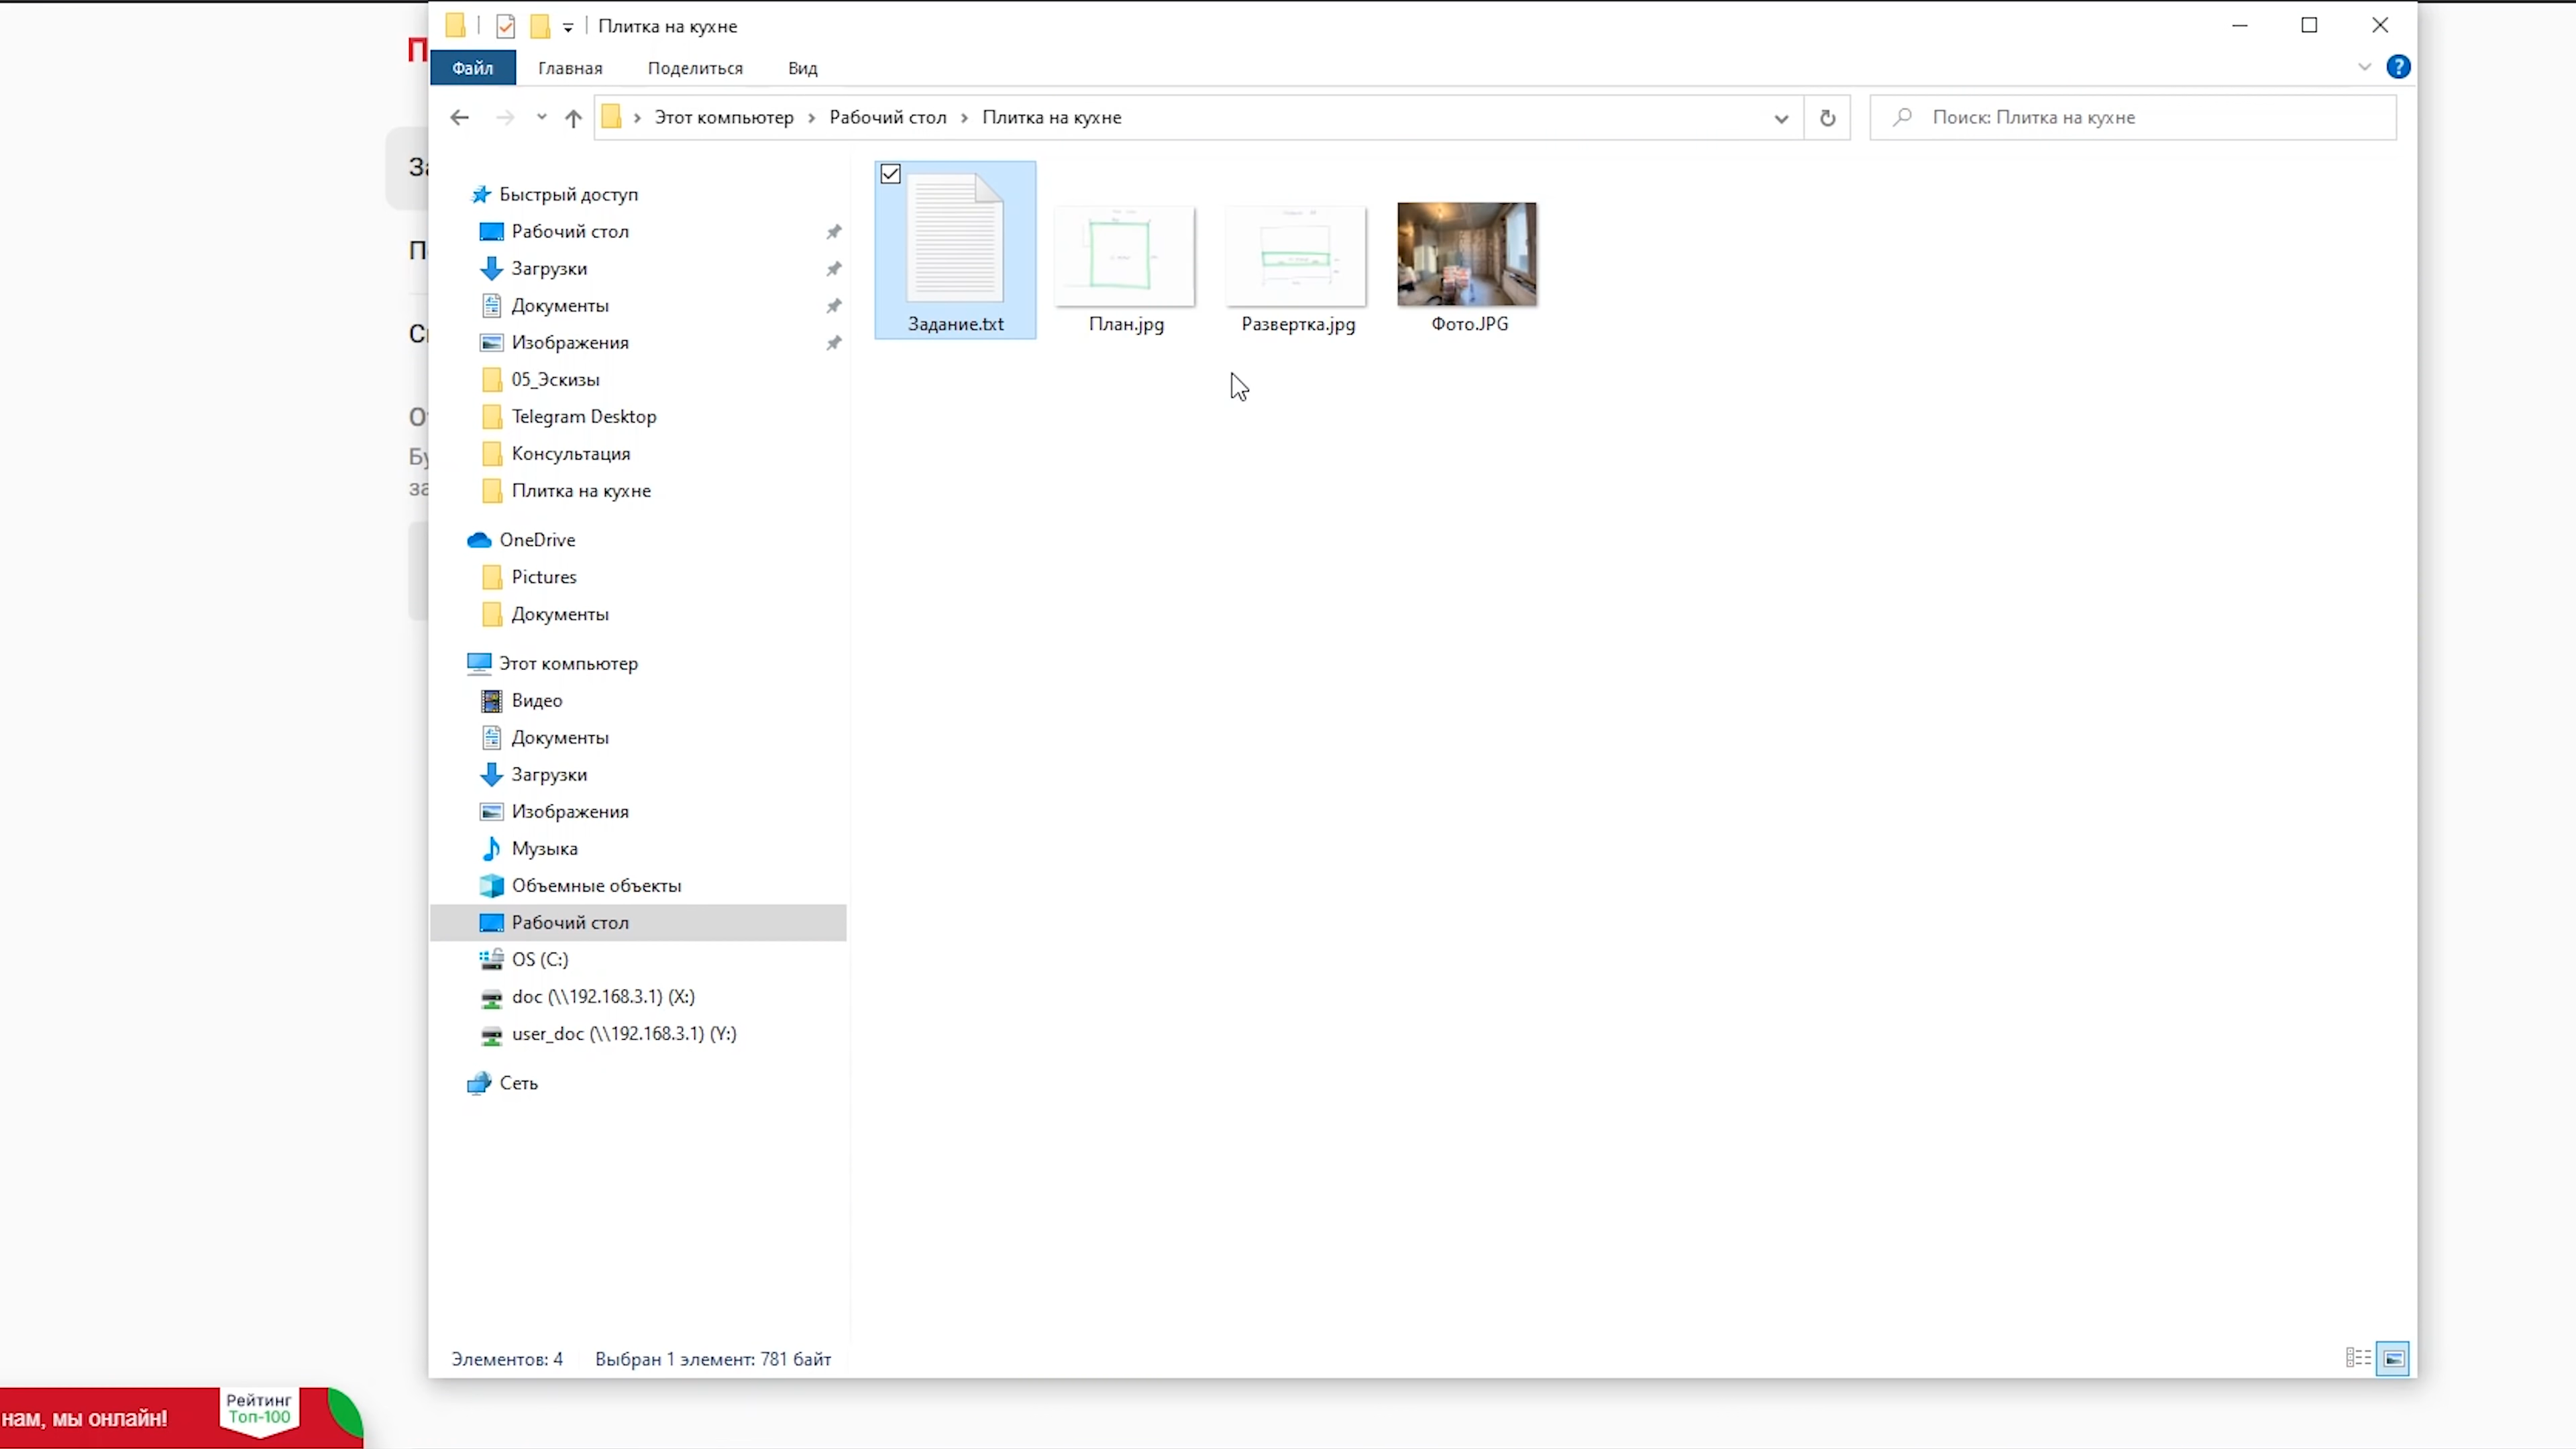 Плитка на кухне
Файл Главная Поделиться Вид
Этот компьютер Рабочий стол Плитка на кухне
Поиск: Плитка на кухне
Быстрый доступ
Рабочий стол
Загрузки
Документы
Изображения
05_Эскизы
Telegram Desktop
Консультация
Плитка на кухне
OneDrive
Pictures
Документы
Этот компьютер
Видео
Документы
Загрузки
Изображения
Музыка
Объемные объекты
Рабочий стол
OS (C:)
doc (\\192.168.3.1) (X:)
user_doc (\\192.168.3.1) (Y:)
Сеть
Задание.txt План.jpg Развертка.jpg Фото.JPG
Элементов: 4 Выбран 1 элемент: 781 байт
нам, мы онлайн!
Рейтинг
Топ-100